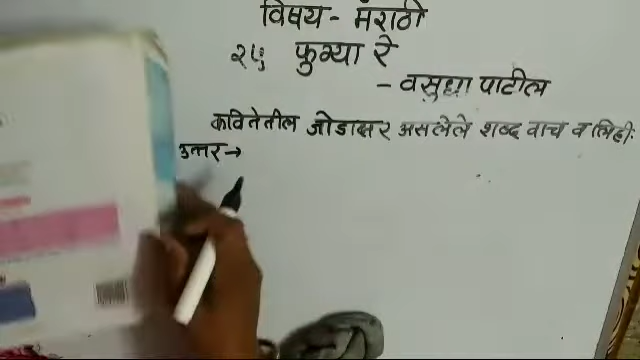 विषय - मराठी
२५ फुग्या रे
- वसुधा पाटील
कवितेतील जोडाक्षर असलेले शब्द वाच व लिही.
उत्तर →